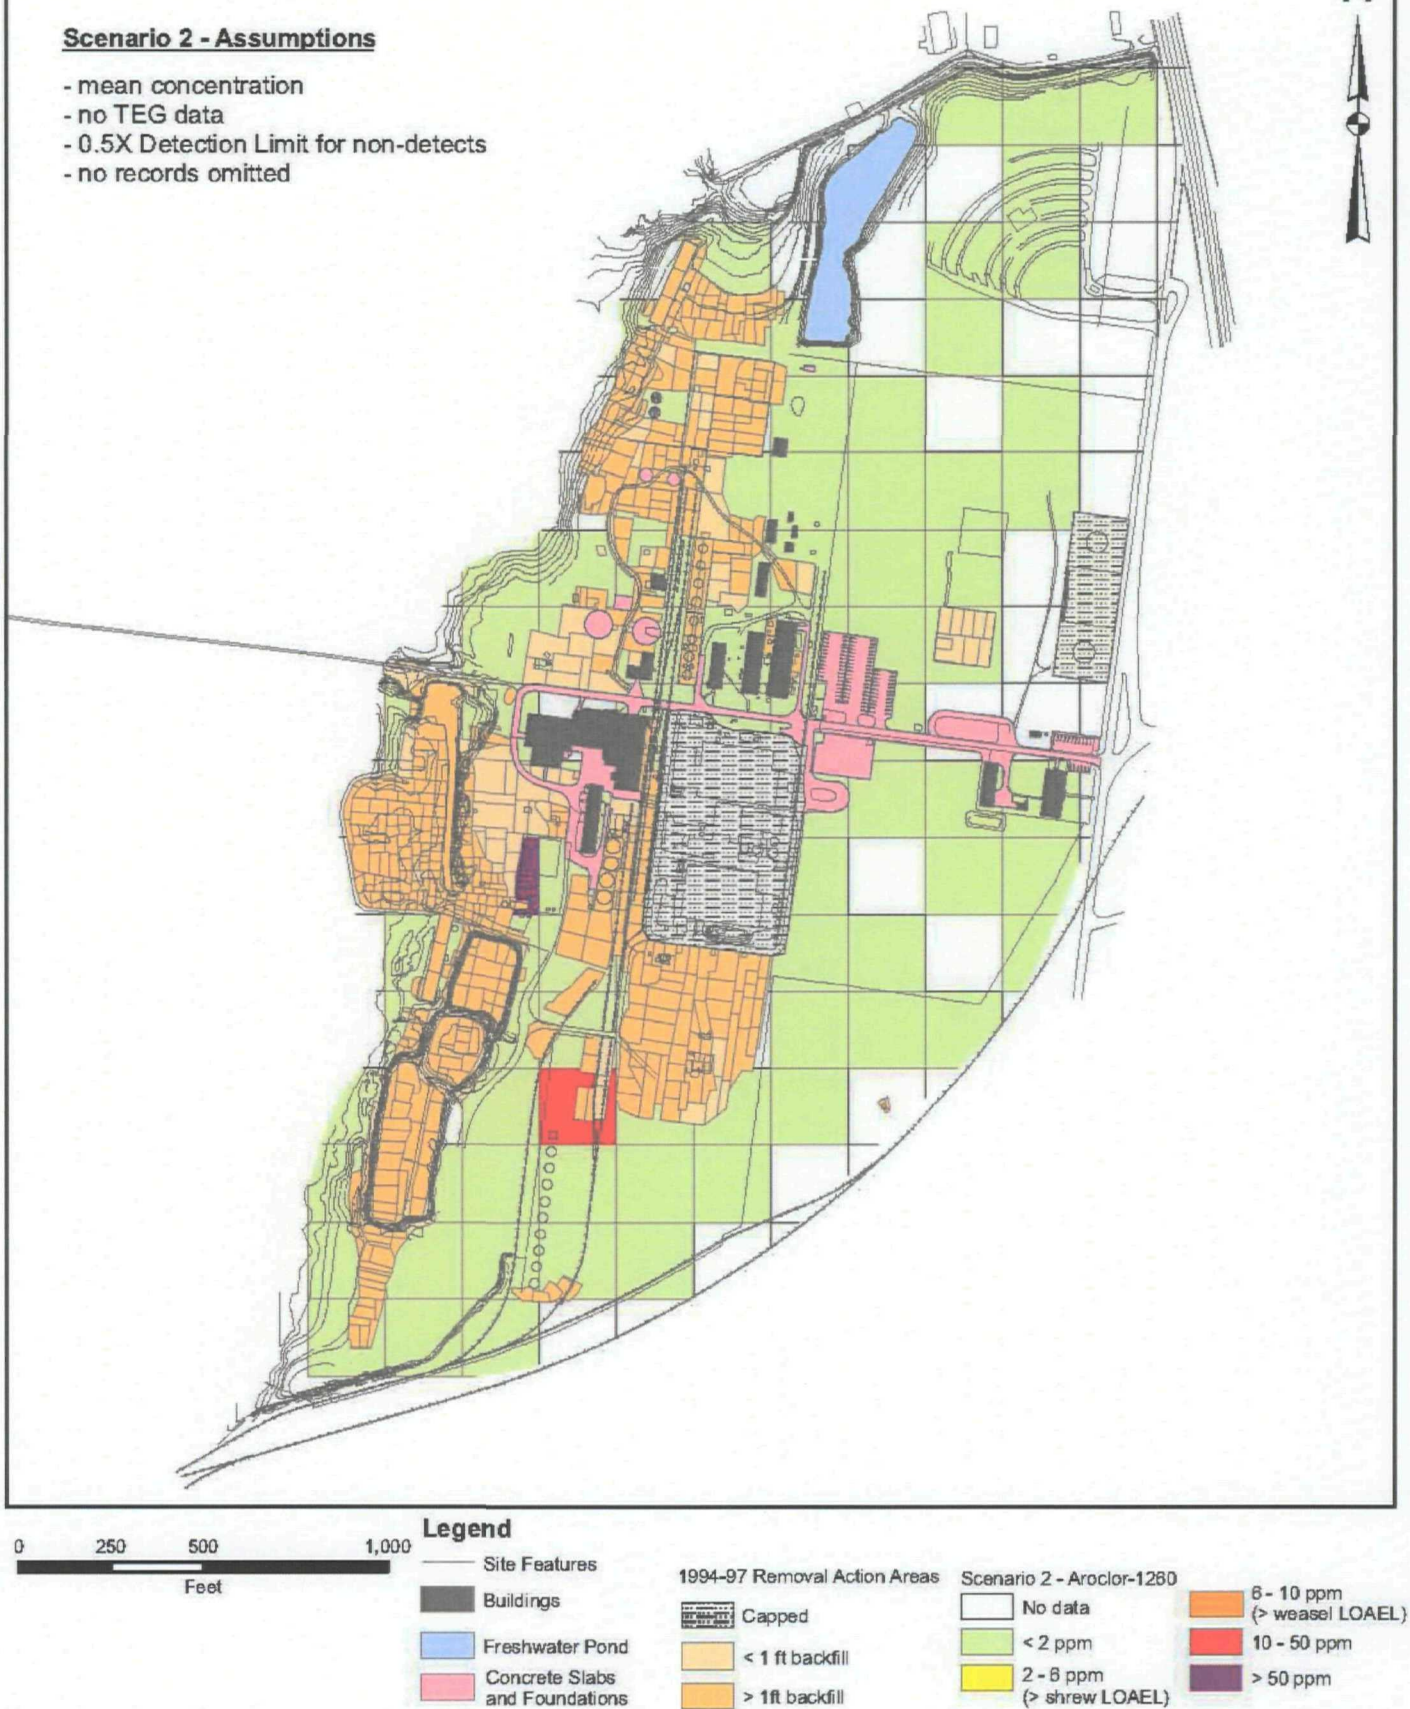 Scenario 2 - Assumptions
- mean concentration
- no TEG data
- 0.5X Detection Limit for non-detects
- no records omitted
0 250 500 1,000
Feet
Legend
Site Features
Buildings
Freshwater Pond
Concrete Slabs
and Foundations
1994-97 Removal Action Areas
Capped
< 1 ft backfill
> 1ft backfill
Scenario 2 - Aroclor-1260
No data
< 2 ppm
2 - 6 ppm
(> shrew LOAEL)
6 - 10 ppm
(> weasel LOAEL)
10 - 50 ppm
> 50 ppm